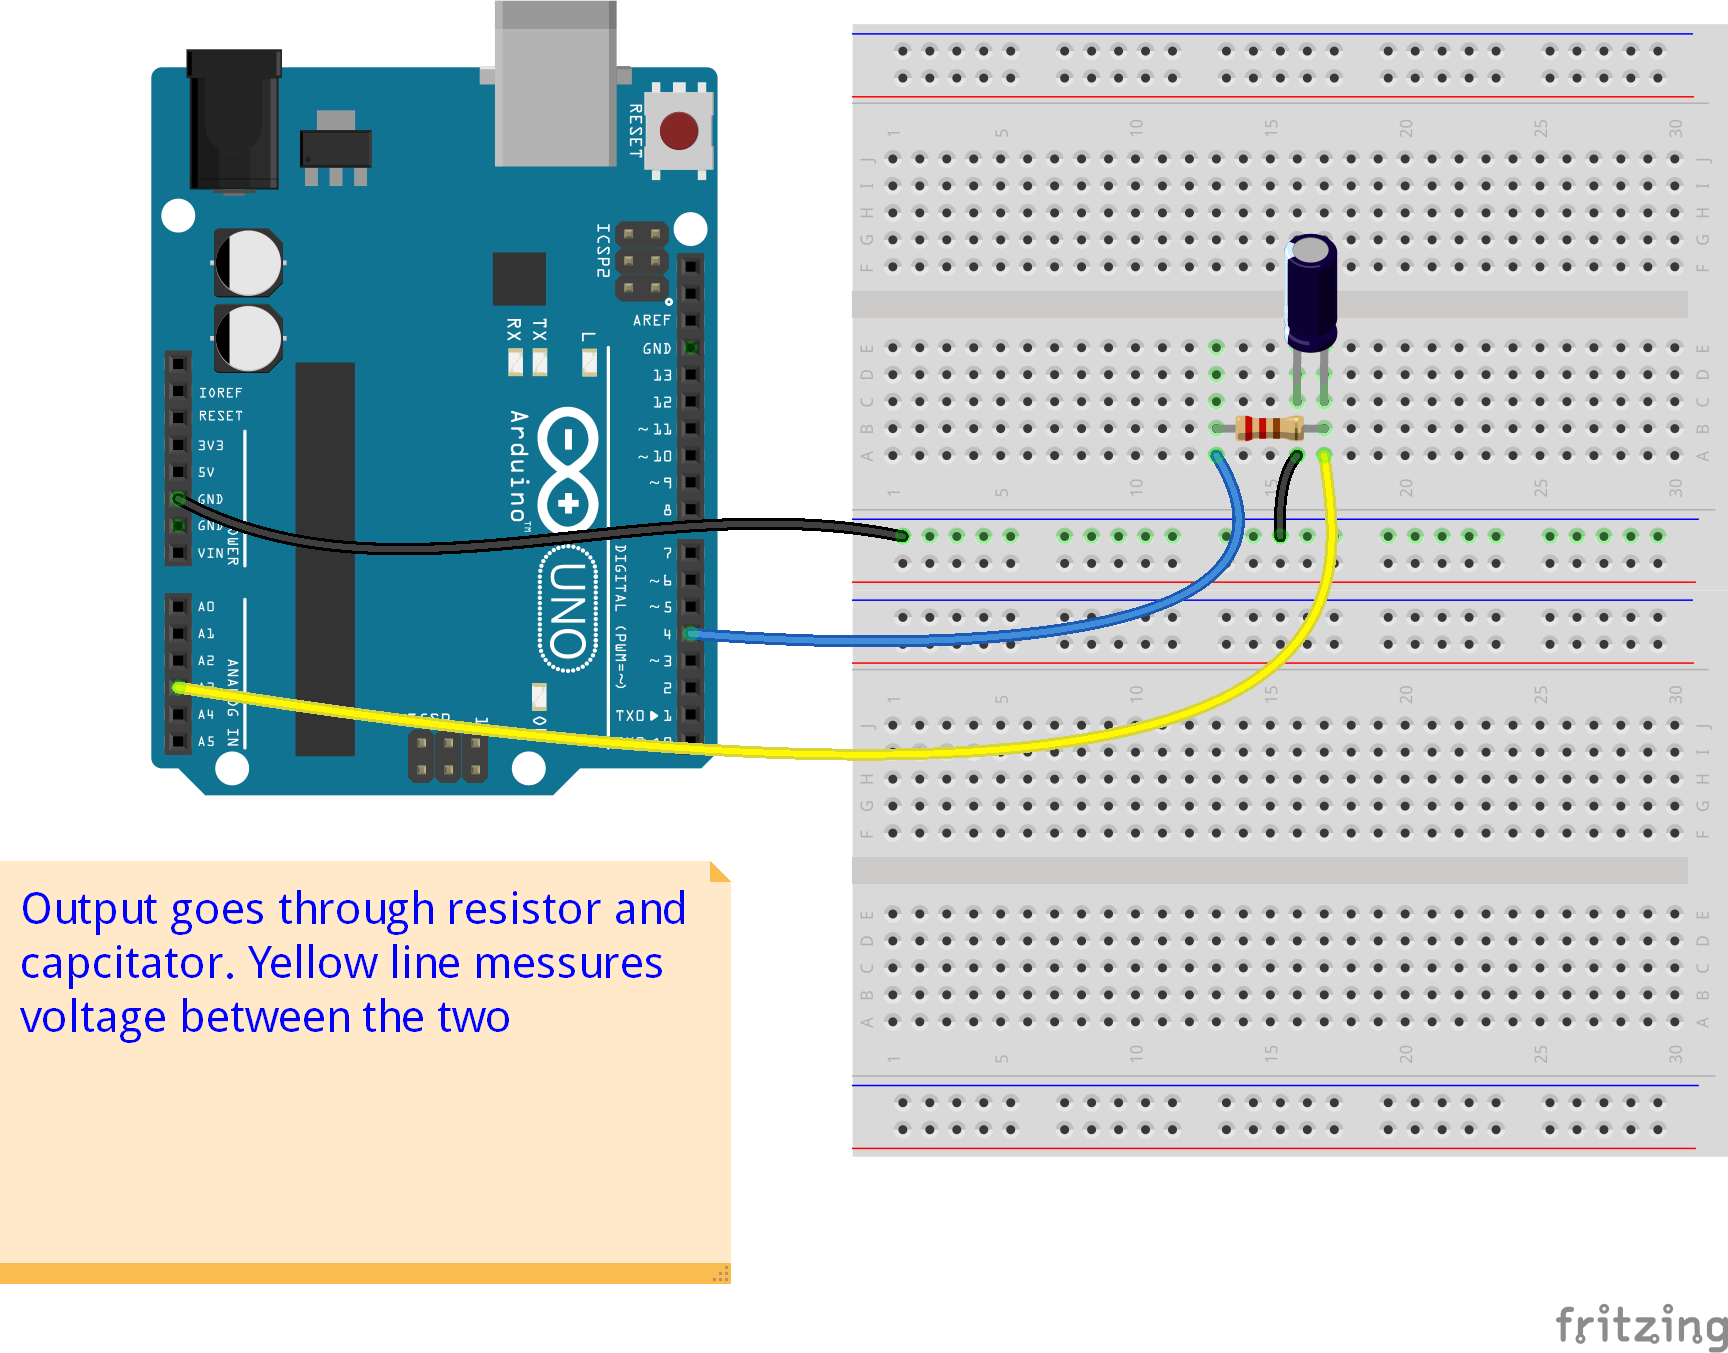 RESET
ICSP2
AREF
GND
13
12
~11
~10
~9
8
7
~6
~5
4
~3
2
TX0▶1
RX TX L
IOREF
RESET
3V3
5V
GND
GND
VIN
POWER
A0
A1
A2
A4
A5
ANALOG IN
Arduino™
UNO
DIGITAL (PWM=~)
1 5 10 15 20 25 30
J J
I I
H H
G G
F F
E E
D D
C C
B B
A A
1 5 10 15 20 25 30
1 5 10 15 20 25 30
J J
I I
H H
G G
F F
E E
D D
C C
B B
A A
1 5 10 15 20 25 30
Output goes through resistor and
capcitator. Yellow line messures
voltage between the two
fritzing